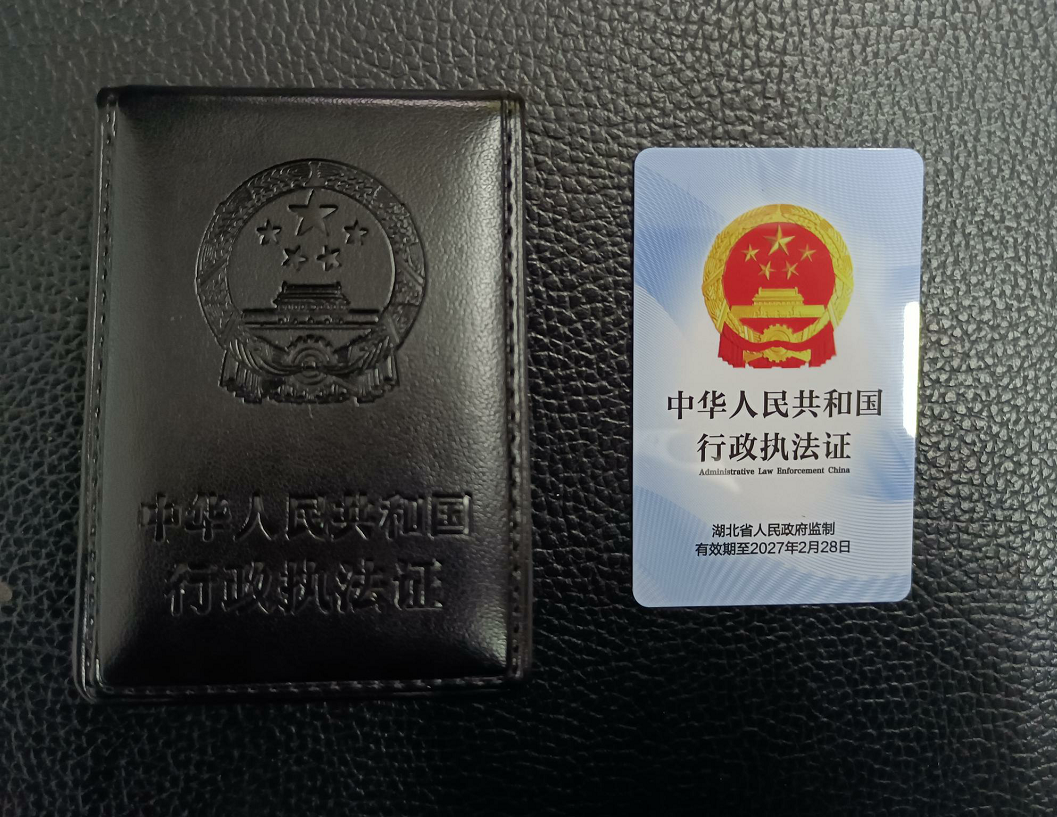 中华人民共和国
行政执法证
中华人民共和国
行政执法证
Administrative Law Enforcement China
湖北省人民政府监制
有效期至2027年2月28日